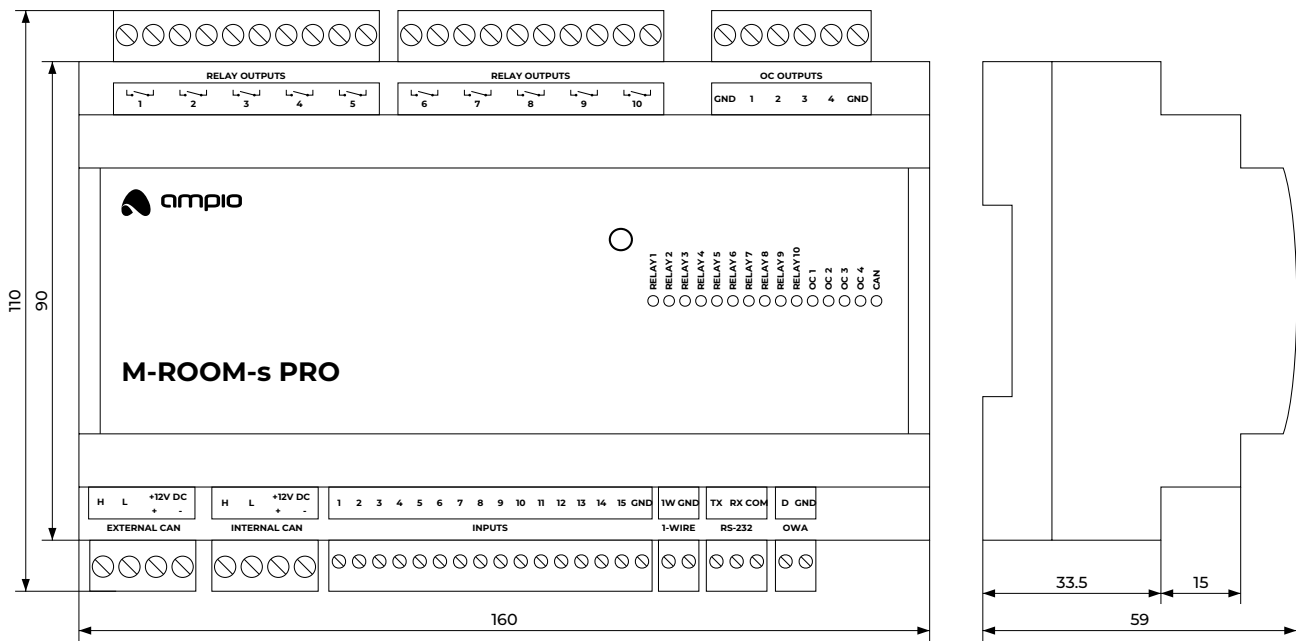 RELAY OUTPUTS
RELAY OUTPUTS
OC OUTPUTS
1 2 3 4 5
6 7 8 9 10
GND 1 2 3 4 GND
ampio
RELAY 1
RELAY 2
RELAY 3
RELAY 4
RELAY 5
RELAY 6
RELAY 7
RELAY 8
RELAY 9
RELAY 10
OC 1
OC 2
OC 3
OC 4
CAN
110
90
M-ROOM-s PRO
H L +12V DC
+ -
EXTERNAL CAN
H L +12V DC
+ -
INTERNAL CAN
1 2 3 4 5 6 7 8 9 10 11 12 13 14 15 GND
INPUTS
1W GND
1-WIRE
TX RX COM
RS-232
D GND
OWA
33.5
15
160
59